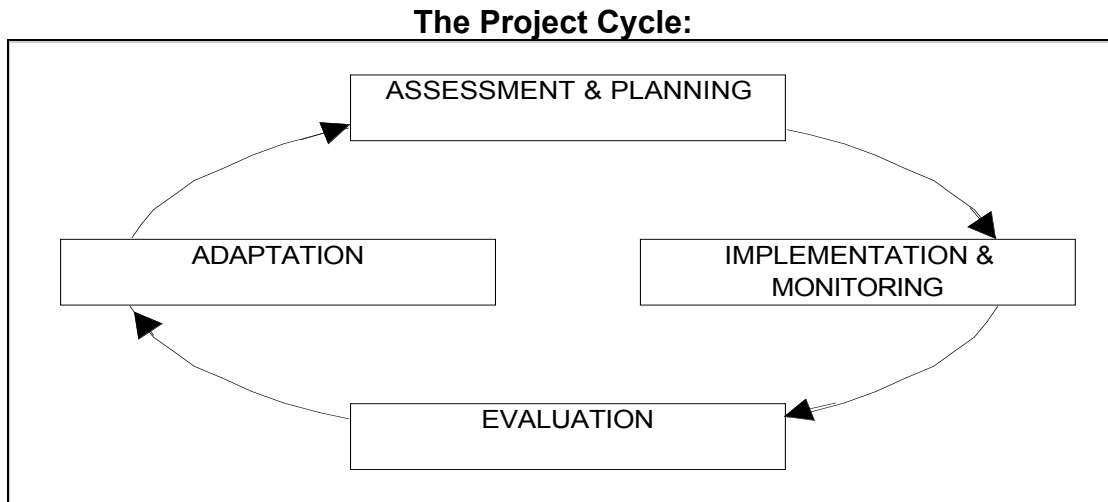 The Project Cycle:
ASSESSMENT & PLANNING
ADAPTATION
IMPLEMENTATION &
MONITORING
EVALUATION